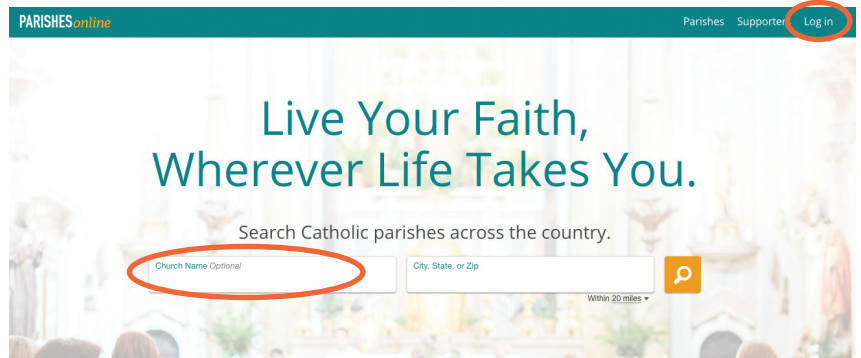 PARISHESonline
Parishes Supporter Log in
Live Your Faith,
Wherever Life Takes You.
Search Catholic parishes across the country.
Church Name Optional
City, State, or Zip
Within 20 miles